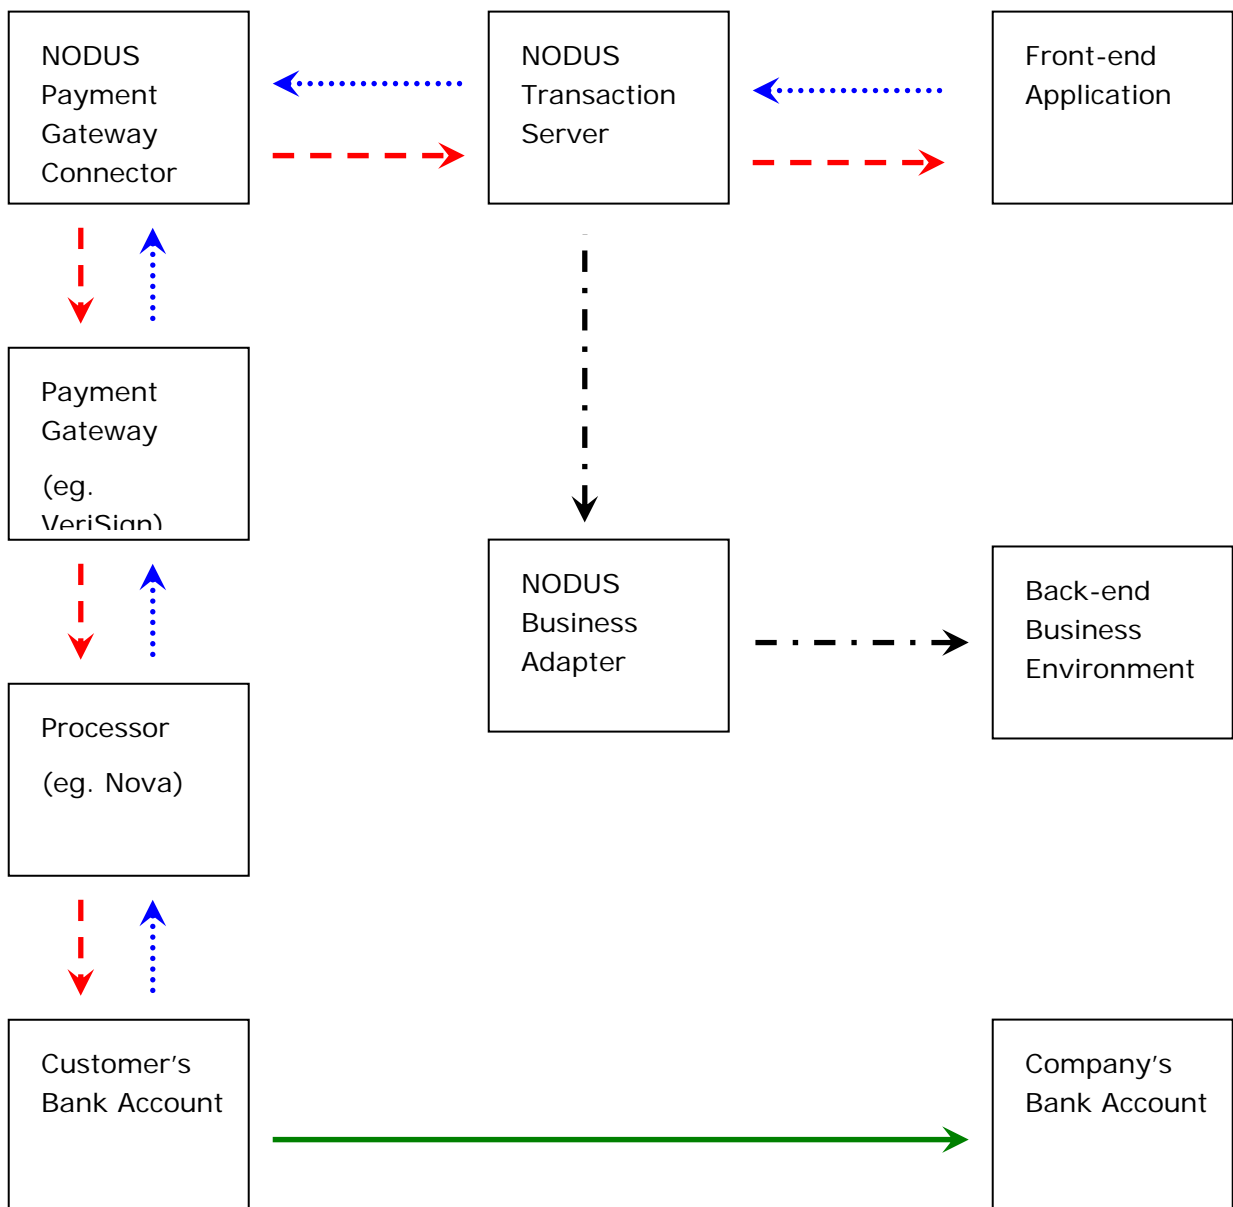 NODUS
Payment
Gateway
Connector
NODUS
Transaction
Server
Front-end
Application
Payment
Gateway
(eg.
VeriSign)
NODUS
Business
Adapter
Back-end
Business
Environment
Processor
(eg. Nova)
Customer's
Bank Account
Company's
Bank Account